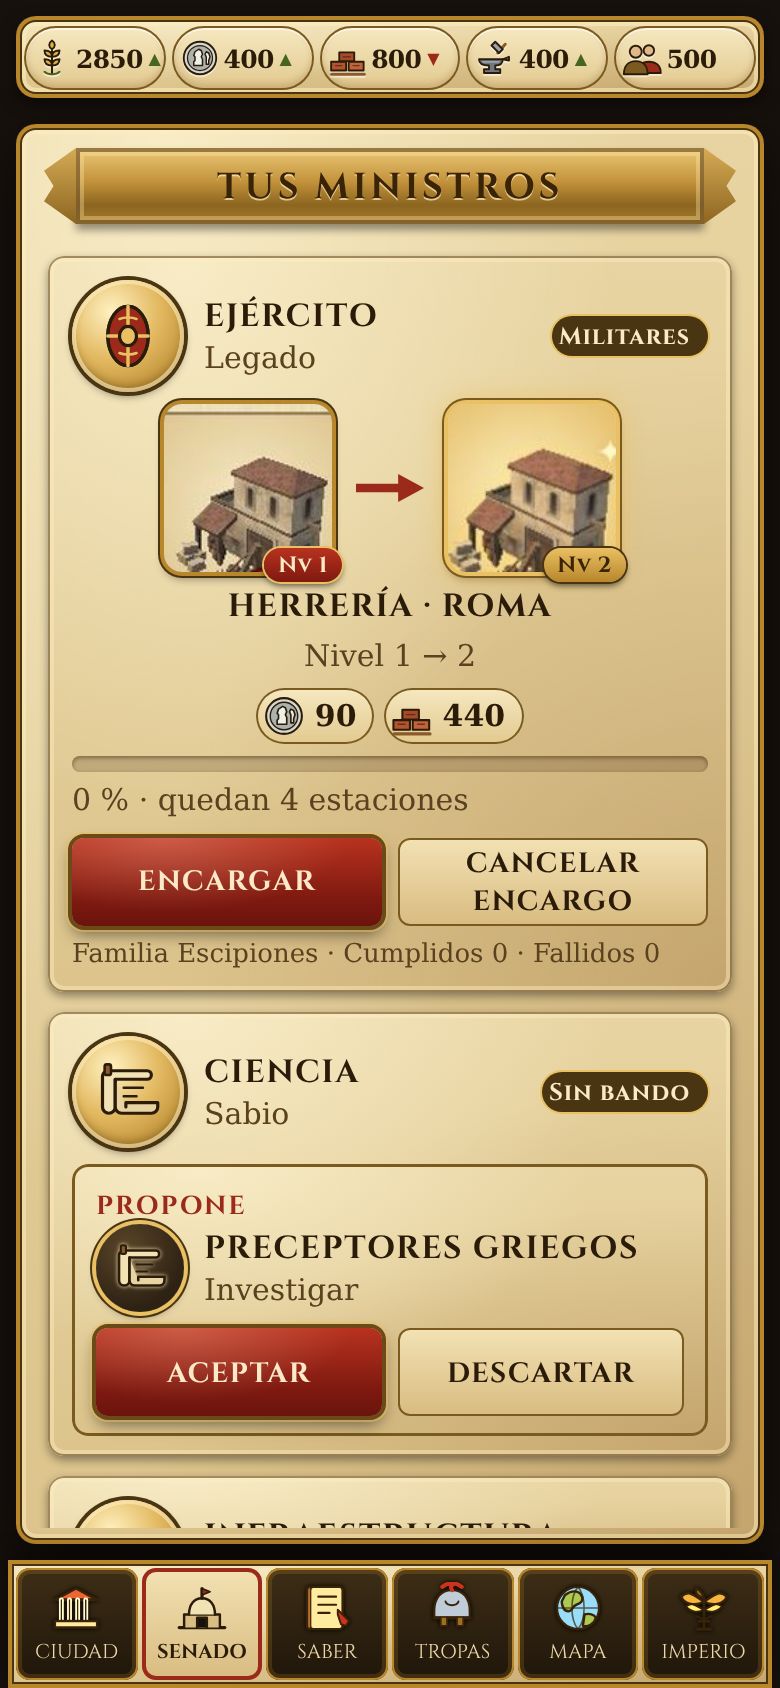 2850 400 800 400 500
TUS MINISTROS
EJÉRCITO
Legado
MILITARES
Nv 1
Nv 2
HERRERÍA · ROMA
Nivel 1 → 2
90 440
0 % · quedan 4 estaciones
ENCARGAR
CANCELAR
ENCARGO
Familia Escipiones · Cumplidos 0 · Fallidos 0
CIENCIA
Sabio
SIN BANDO
PROPONE
PRECEPTORES GRIEGOS
Investigar
ACEPTAR
DESCARTAR
INFRAESTRUCTURA
CIUDAD
SENADO
SABER
TROPAS
MAPA
IMPERIO